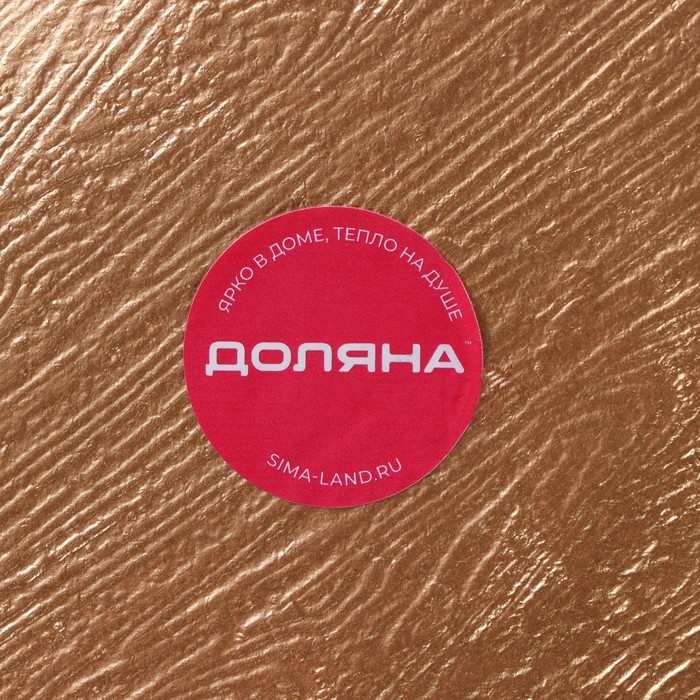 ЯРКО В ДОМЕ, ТЕПЛО НА ДУШЕ
ДОЛЯНА™
SIMA-LAND.RU